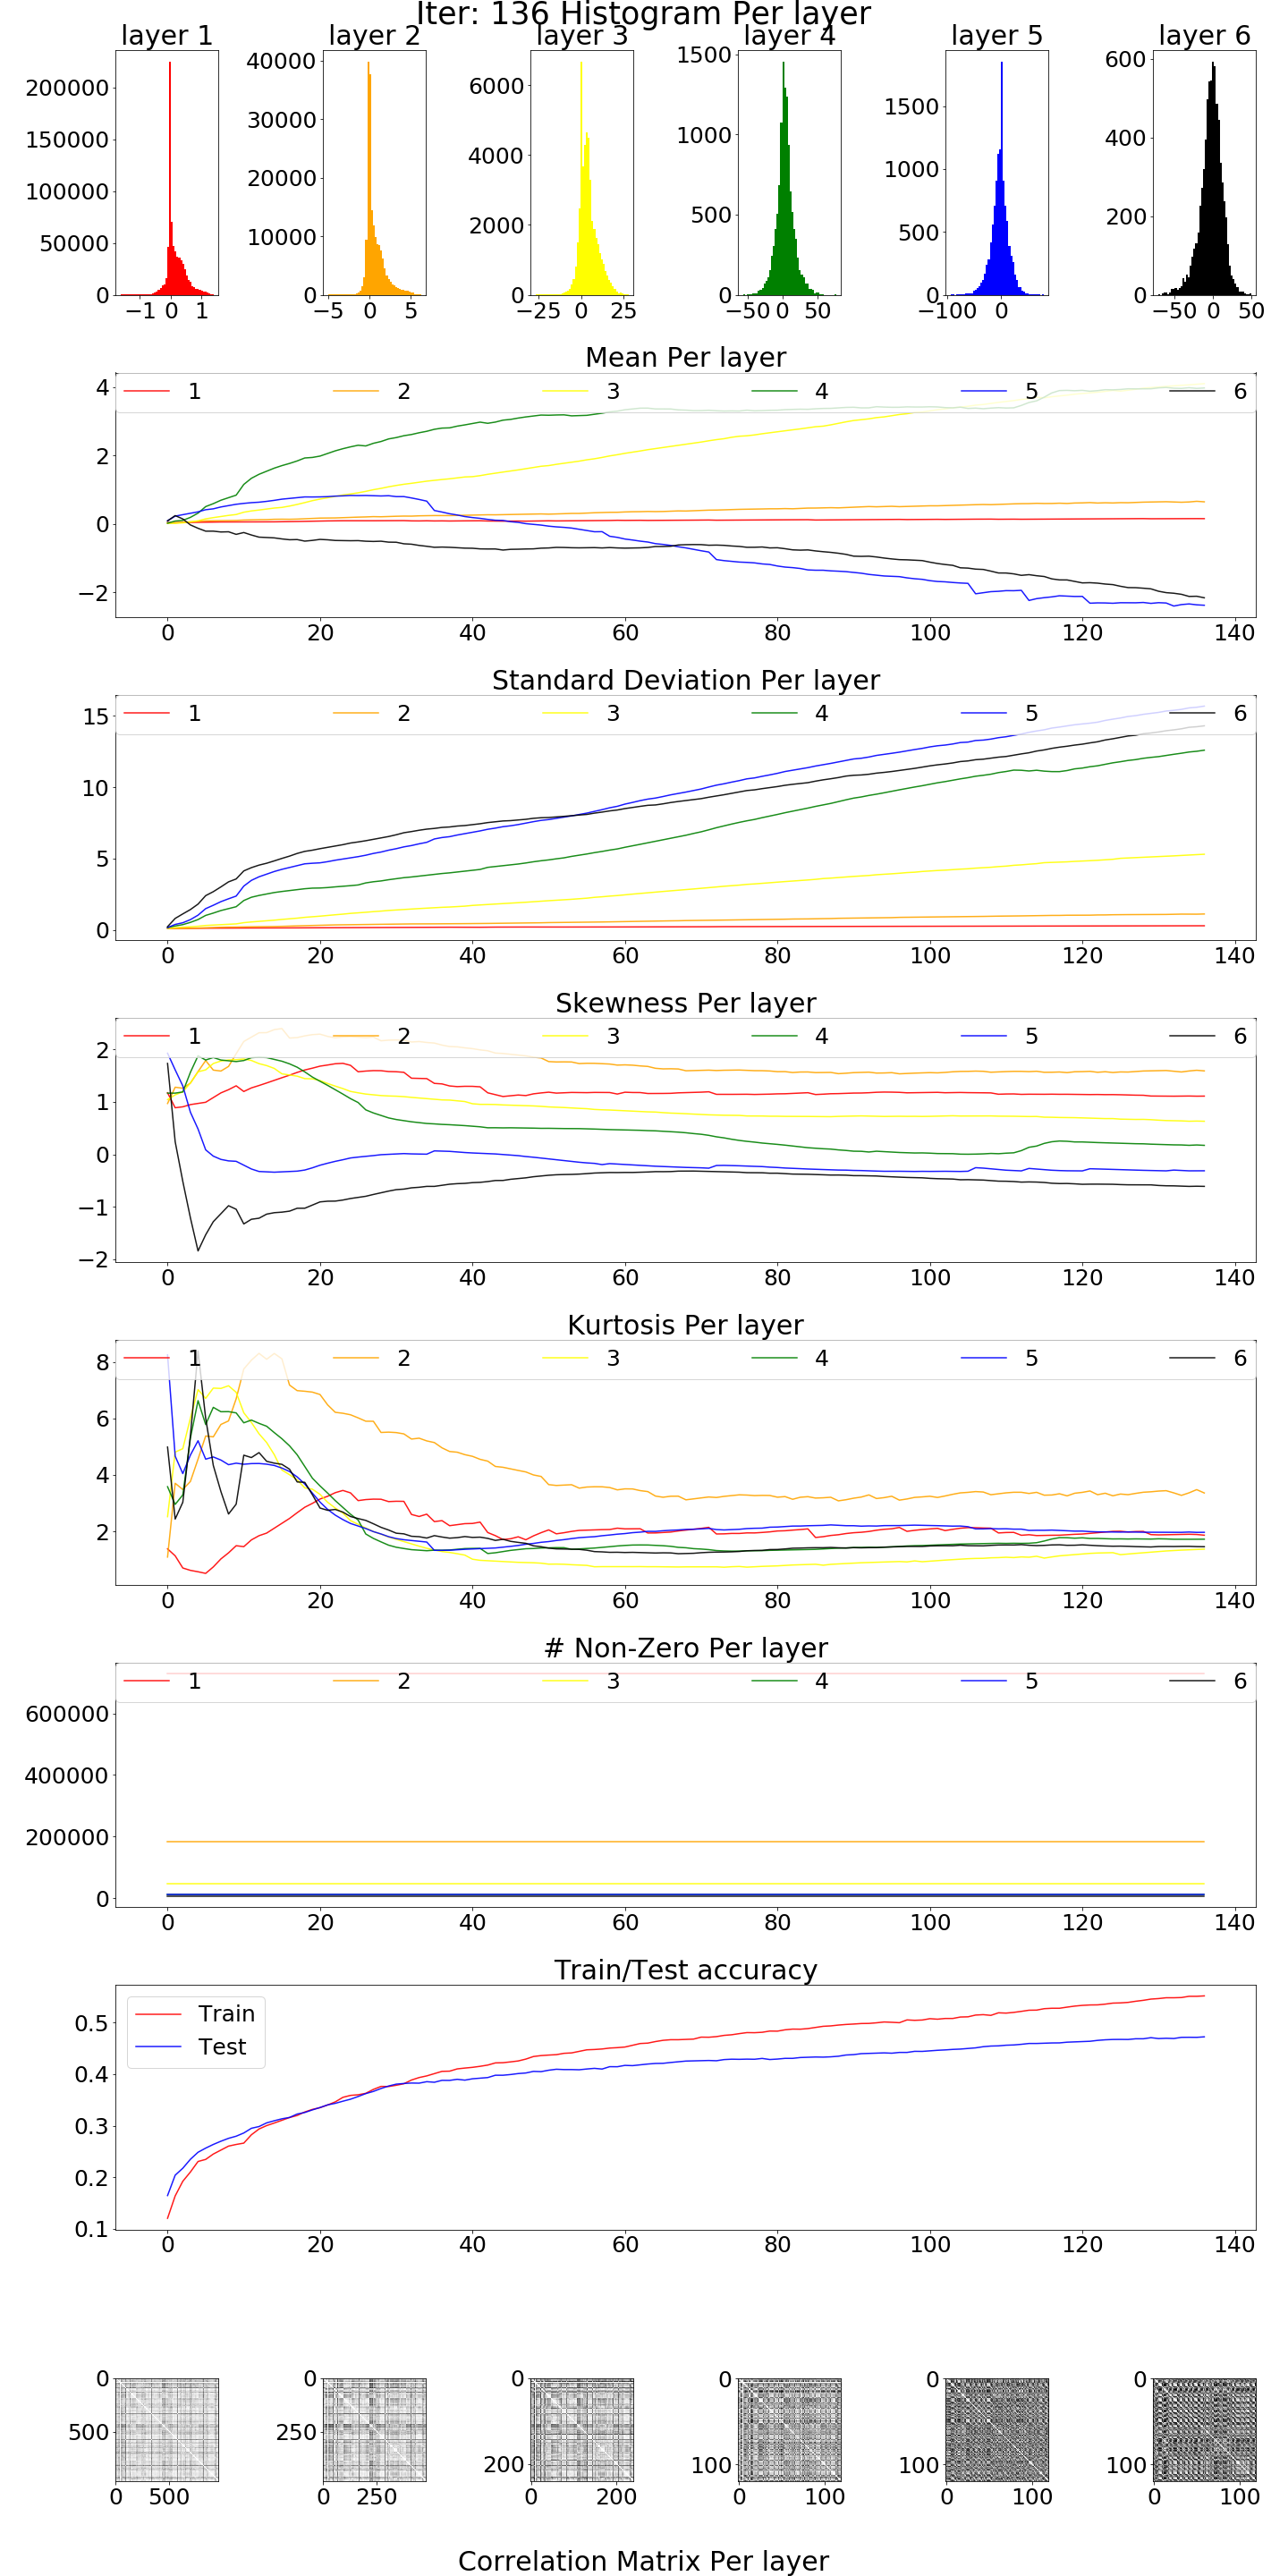 Iter: 136 Histogram Per layer
layer 1 layer 2 layer 3 layer 4 layer 5 layer 6
200000 150000 100000 50000 0
−1 0 1
40000 30000 20000 10000 0
−5 0 5
6000 4000 2000 0
−25 0 25
1500 1000 500 0
−50 0 50
1500 1000 500 0
−100 0
600 400 200 0
−50 0 50
Mean Per layer
1 2 3 4 5 6
4
2
0
−2
0 20 40 60 80 100 120 140
Standard Deviation Per layer
1 2 3 4 5 6
15
10
5
0
0 20 40 60 80 100 120 140
Skewness Per layer
1 2 3 4 5 6
2
1
0
−1
−2
0 20 40 60 80 100 120 140
Kurtosis Per layer
1 2 3 4 5 6
8
6
4
2
0 20 40 60 80 100 120 140
# Non-Zero Per layer
1 2 3 4 5 6
600000
400000
200000
0
0 20 40 60 80 100 120 140
Train/Test accuracy
Train
Test
0.5
0.4
0.3
0.2
0.1
0 20 40 60 80 100 120 140
0 500
0 500
0 250
0 250
0 200
0 200
0 100
0 100
0 100
0 100
0 100
0 100
Correlation Matrix Per layer